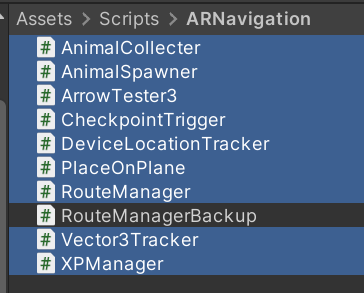 Assets > Scripts > ARNavigation
# AnimalCollecter
# AnimalSpawner
# ArrowTester3
# CheckpointTrigger
# DeviceLocationTracker
# PlaceOnPlane
# RouteManager
# RouteManagerBackup
# Vector3Tracker
# XPManager